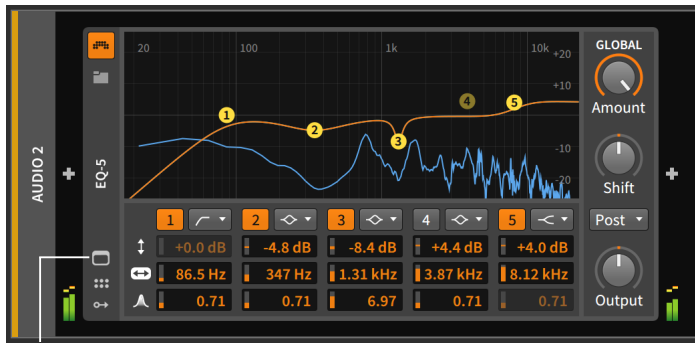 AUDIO 2
EQ-5
20 100 1k 10k +20
+10
-10
-20
1 2 3 4 5
GLOBAL
Amount
Shift
Post
Output
1 2 3 4 5
+0.0 dB -4.8 dB -8.4 dB +4.4 dB +4.0 dB
86.5 Hz 347 Hz 1.31 kHz 3.87 kHz 8.12 kHz
0.71 0.71 6.97 0.71 0.71